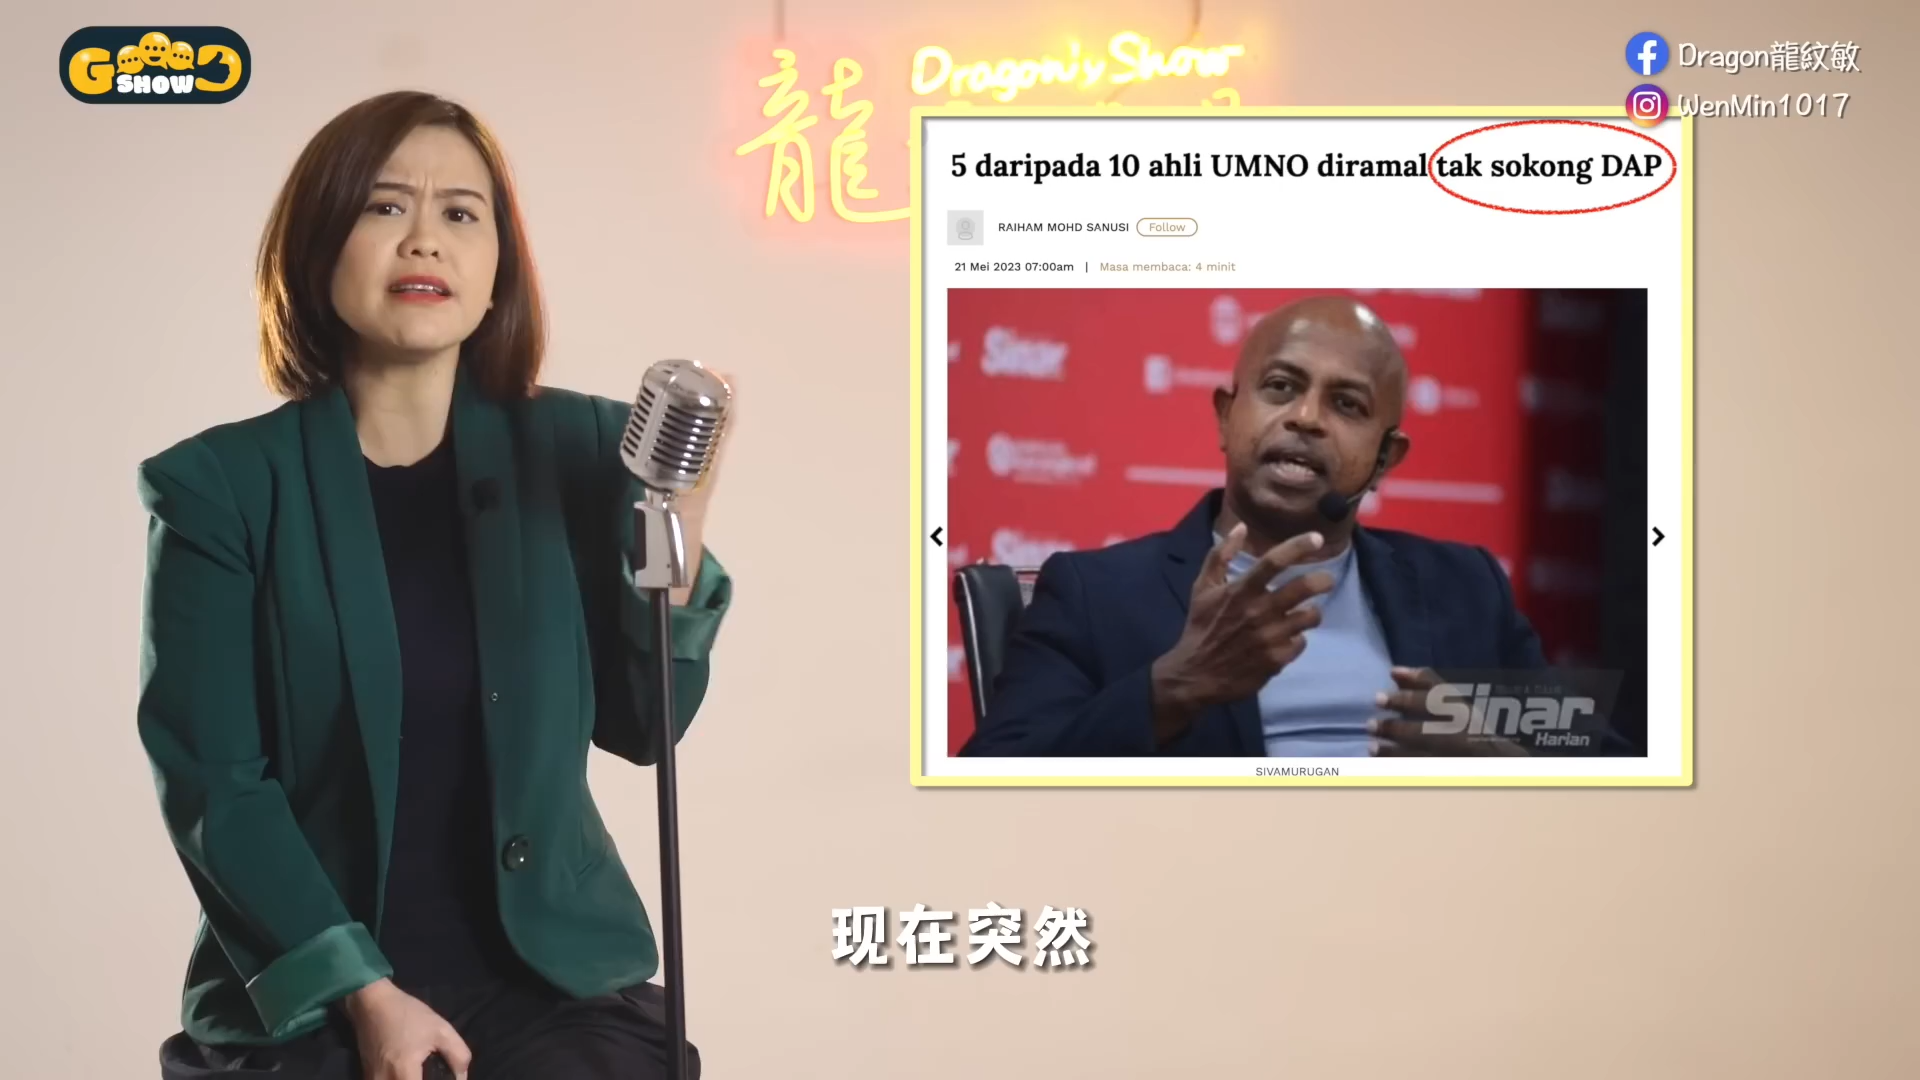 GOOD
SHOW
龍
Dragon's Show
Dragon龍紋敏
WenMin1017
5 daripada 10 ahli UMNO diramal tak sokong DAP
RAIHAM MOHD SANUSI Follow
21 Mei 2023 07:00am | Masa membaca: 4 minit
Sinar
Sinar
Sinar
Harian
SIVAMURUGAN
现在突然